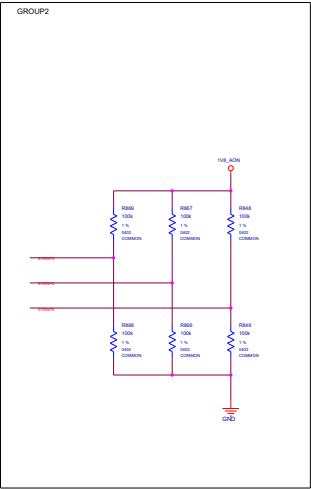 GROUP2
1V8_AON
R869
100k
1 %
0402
COMMON
R867
100k
1 %
0402
COMMON
R848
100k
1 %
0402
COMMON
R868
100k
1 %
0402
COMMON
R866
100k
1 %
0402
COMMON
R849
100k
1 %
0402
COMMON
GND